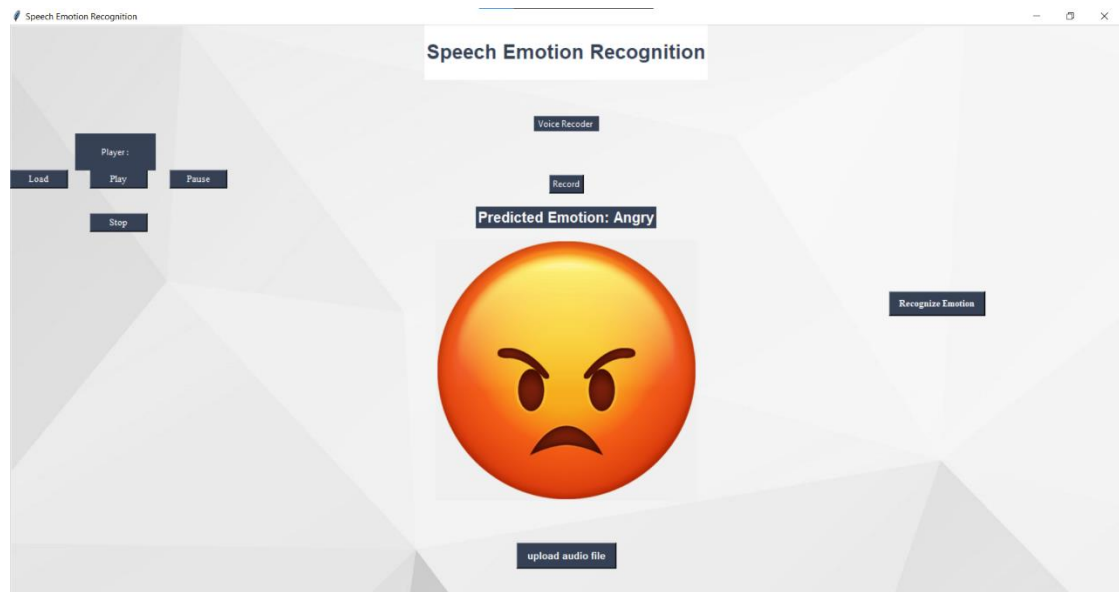 Speech Emotion Recognition
Speech Emotion Recognition
Voice Recoder
Player :
Load Play Pause
Record
Stop
Predicted Emotion: Angry
Recognize Emotion
upload audio file